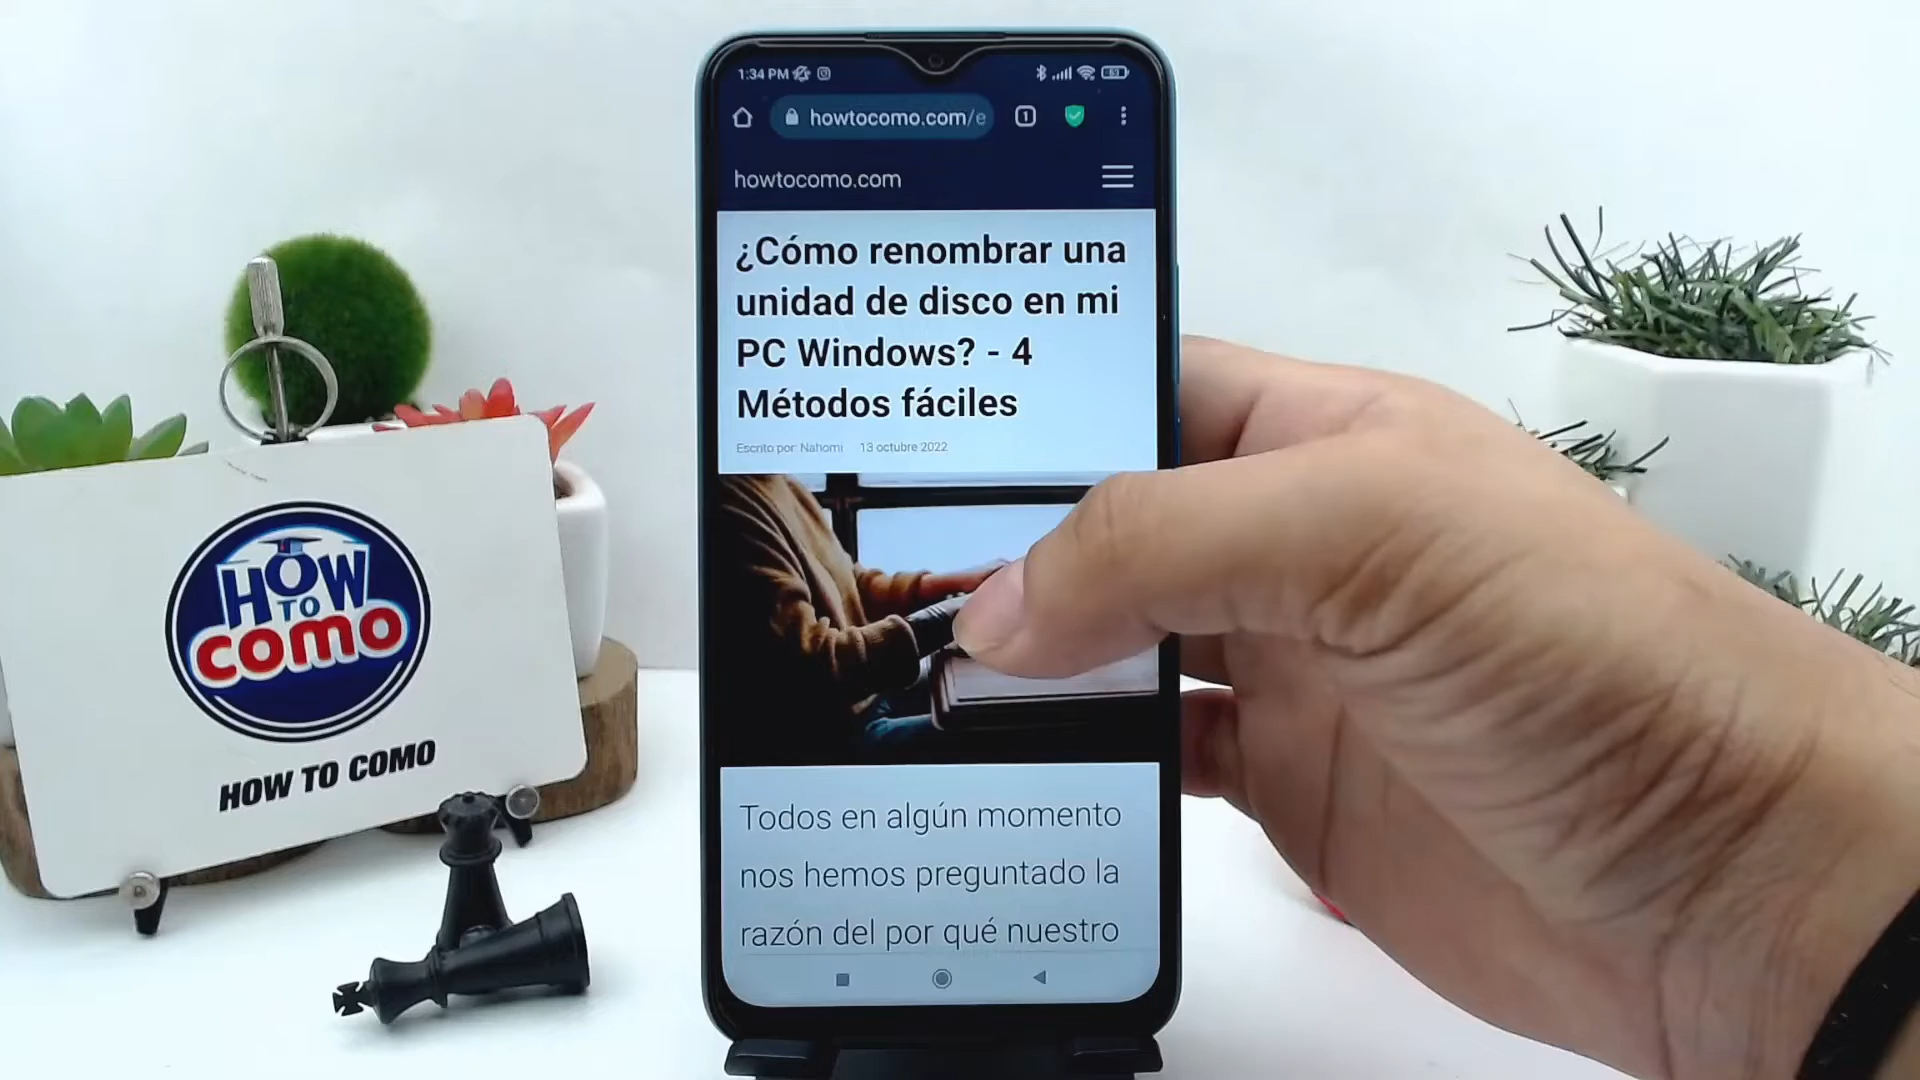 1:34 PM
53
howtocomo.com/e
1
howtocomo.com
¿Cómo renombrar una
unidad de disco en mi
PC Windows? - 4
Métodos fáciles
Escrito por: Nahomi 13 octubre 2022
Todos en algún momento
nos hemos preguntado la
razón del por qué nuestro
HOW
TO
como
HOW TO COMO